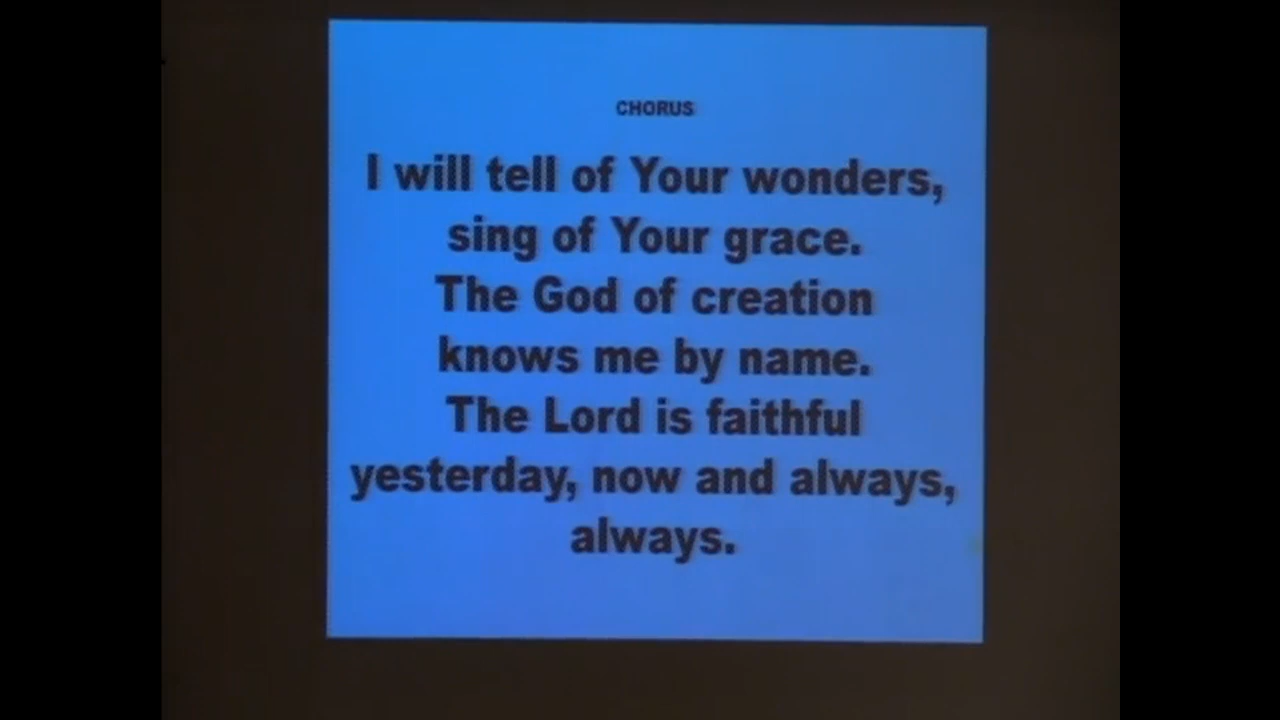 CHORUS
I will tell of Your wonders,
sing of Your grace.
The God of creation
knows me by name.
The Lord is faithful
yesterday, now and always,
always.